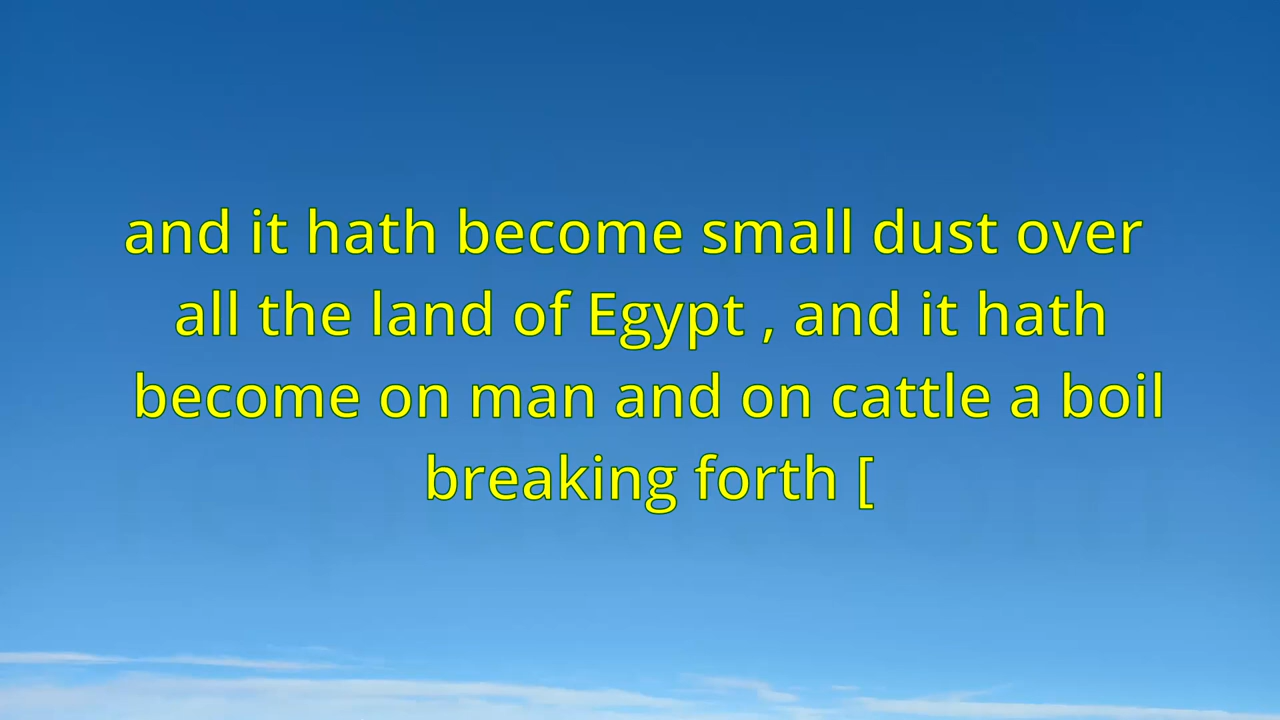 and it hath become small dust over
all the land of Egypt , and it hath
become on man and on cattle a boil
breaking forth [